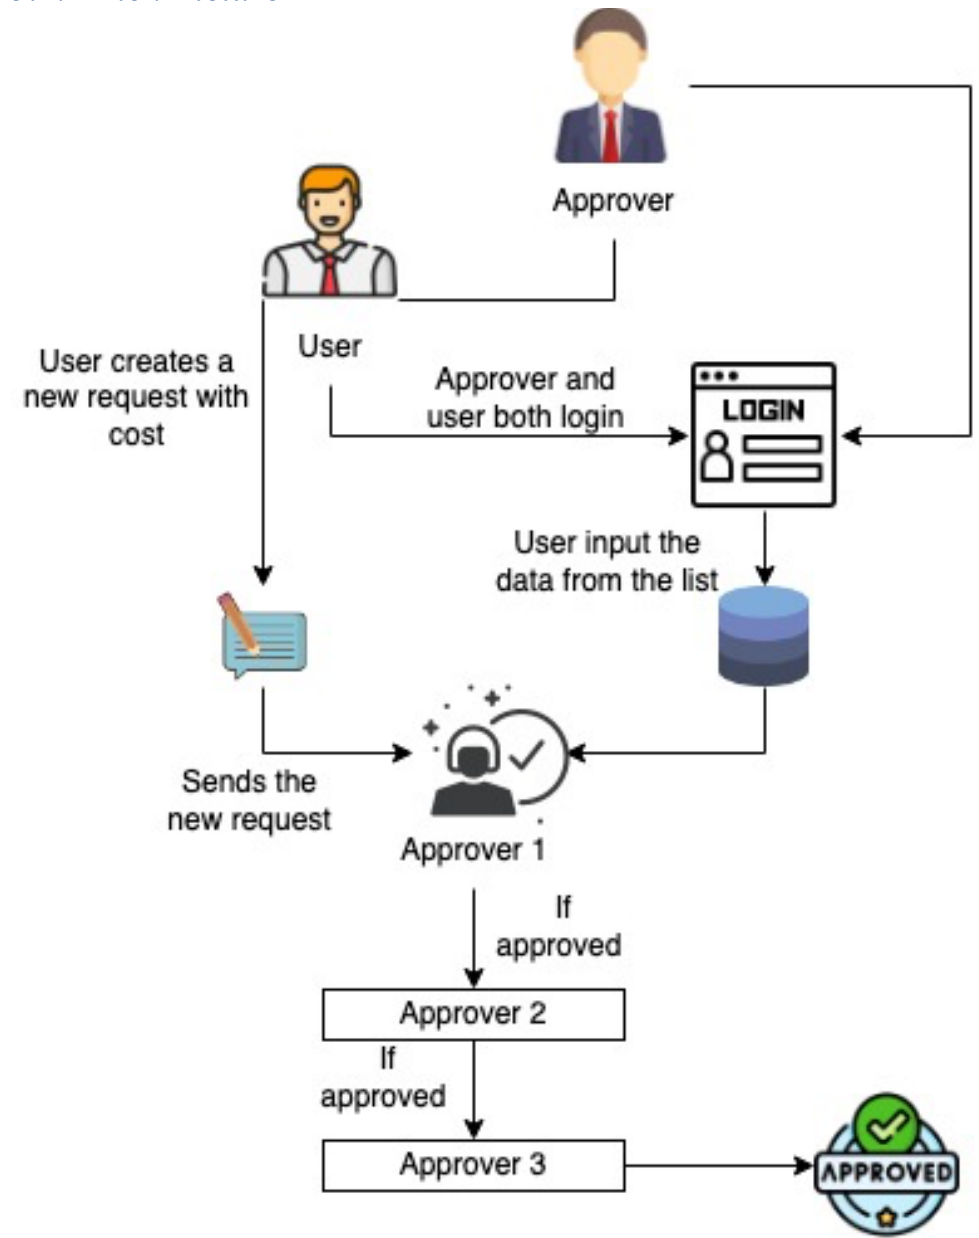 Approver
User
User creates a
new request with
cost
Approver and
user both login
LOGIN
User input the
data from the list
Sends the
new request
Approver 1
If
approved
Approver 2
If
approved
Approver 3
APPROVED